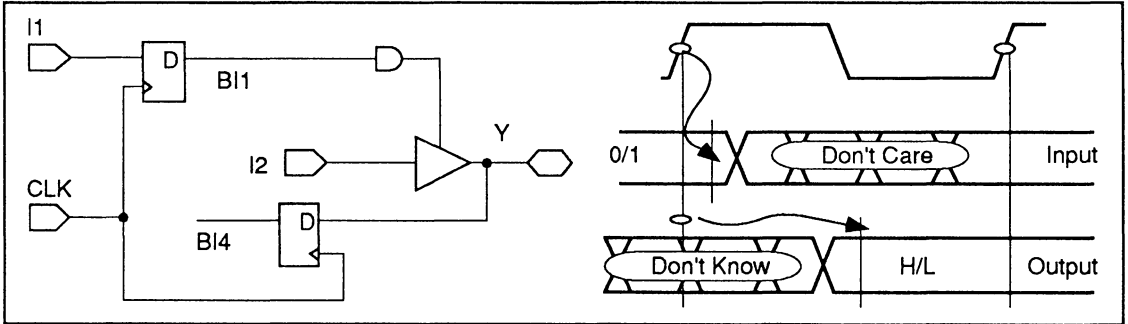 I1
D
BI1
CLK
I2
Y
BI4
D
0/1
Don't Care
Input
Don't Know
H/L
Output